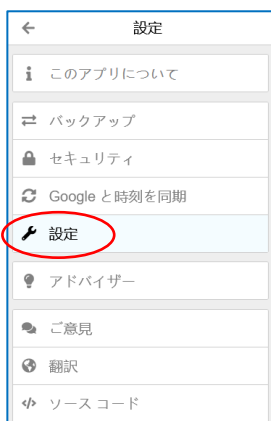 設定
このアプリについて
バックアップ
セキュリティ
Google と時刻を同期
設定
アドバイザー
ご意見
翻訳
ソース コード